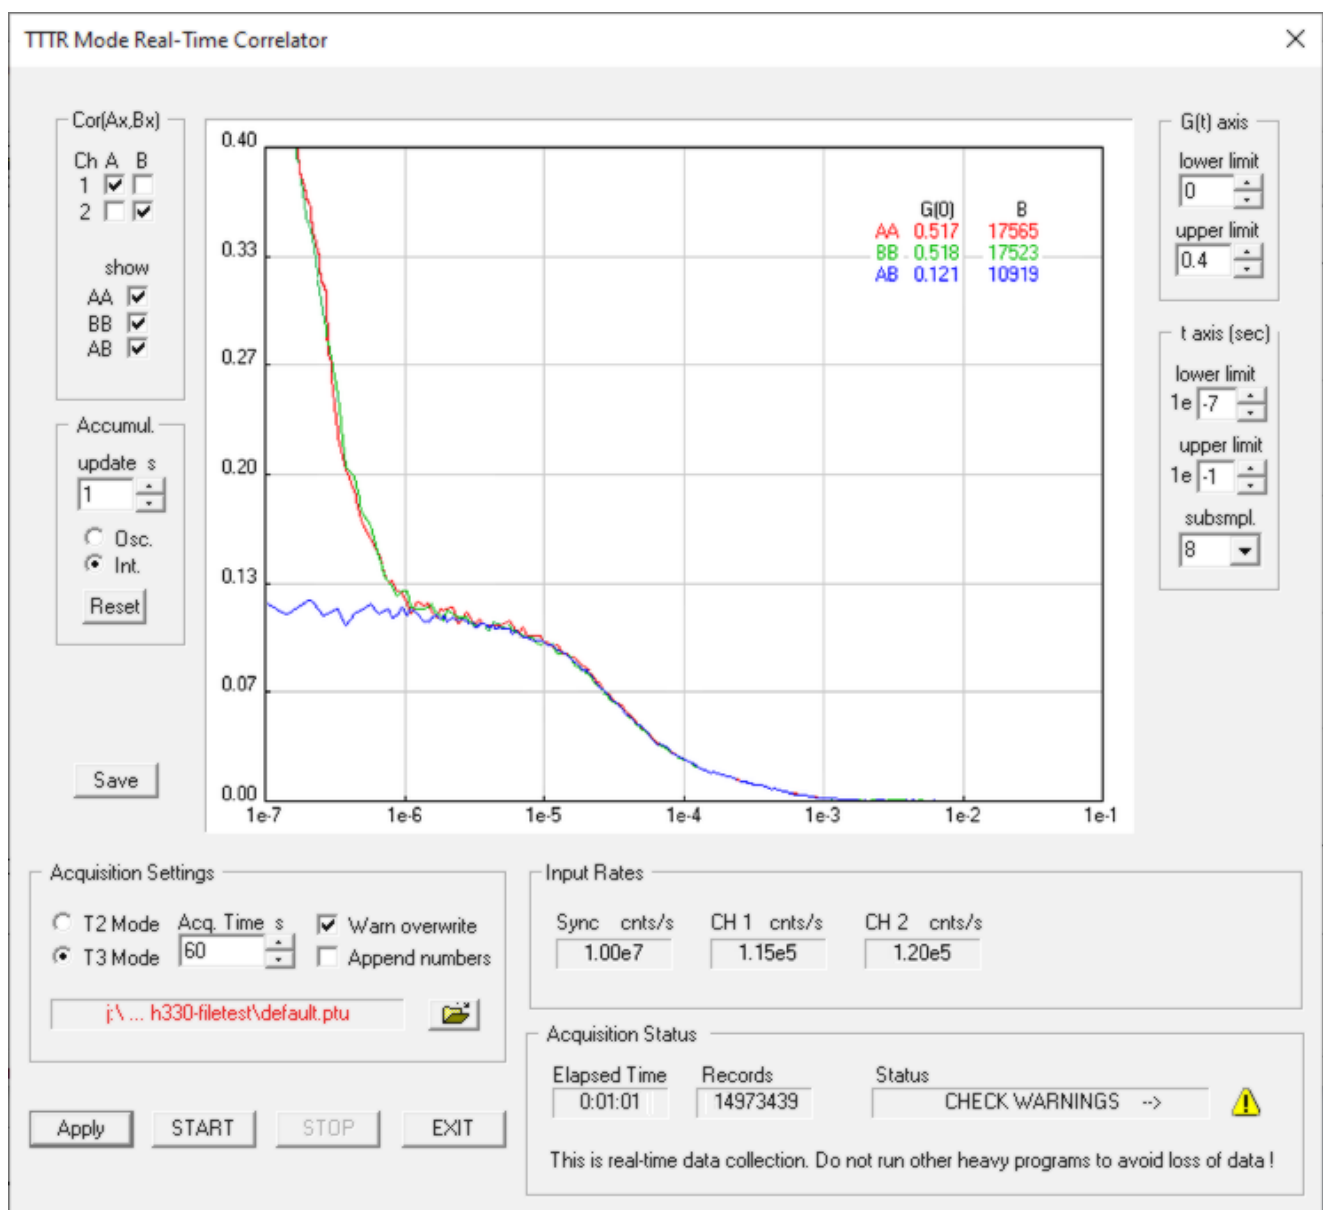 TTTR Mode Real-Time Correlator
Cor(Ax,Bx)
Ch A B
1
2
show
AA
BB
AB
Accumul.
update s
1
Osc.
Int.
Reset
Save
0.40
0.33
0.27
0.20
0.13
0.07
0.00
1e-7 1e-6 1e-5 1e-4 1e-3 1e-2 1e-1
G(0) B
AA 0.517 17565
BB 0.518 17523
AB 0.121 10919
G(t) axis
lower limit
0
upper limit
0.4
t axis (sec)
lower limit
1e -7
upper limit
1e -1
subsmpl.
8
Acquisition Settings
T2 Mode Acq. Time s Warn overwrite
T3 Mode 60 Append numbers
j:\ ... h330-filetest\default.ptu
Apply START STOP EXIT
Input Rates
Sync cnts/s CH 1 cnts/s CH 2 cnts/s
1.00e7 1.15e5 1.20e5
Acquisition Status
Elapsed Time Records Status
0:01:01 14973439 CHECK WARNINGS -->
This is real-time data collection. Do not run other heavy programs to avoid loss of data !